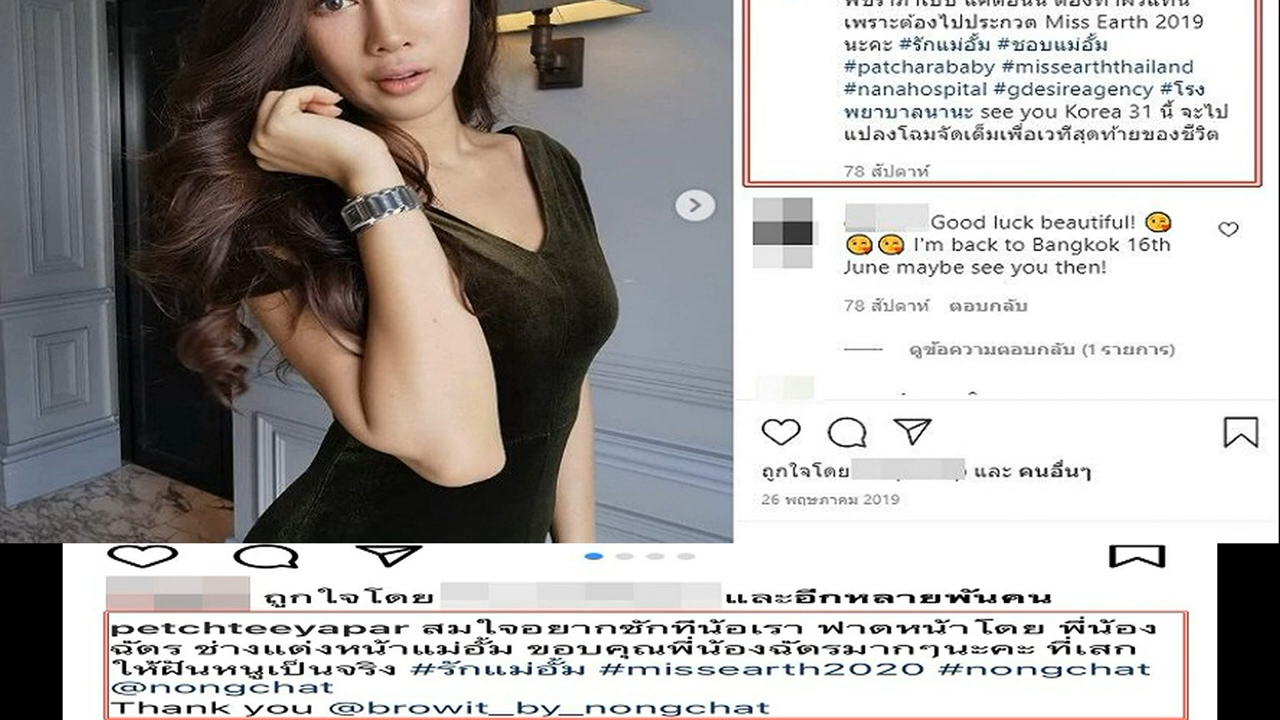 เพราะต้องไปประกวด Miss Earth 2019
นะคะ #รักแม่อั้ม #ชอบแม่อั้ม
#patcharababy #missearththailand
#nanahospital #gdesireagency #โรง
พยาบาลนานะ see you Korea 31 นี้ จะไป
แปลงโฉมจัดเต็มเพื่อเวทีสุดท้ายของชีวิต
78 สัปดาห์
Good luck beautiful! 😘
😘😘 I'm back to Bangkok 16th
June maybe see you then!
78 สัปดาห์ ตอบกลับ
ดูข้อความตอบกลับ (1 รายการ)
ถูกใจโดย และ คนอื่นๆ
26 พฤษภาคม 2019
ถูกใจโดย และอีกหลายพันคน
petchteeyapar สมใจอยากซักทีน้อเรา ฟาดหน้าโดย พี่น้อง
ฉัตร ช่างแต่งหน้าแม่อั้ม ขอบคุณพี่น้องฉัตรมากๆนะคะ ที่เสก
ให้ฝันหนูเป็นจริง #รักแม่อั้ม #missearth2020 #nongchat
@nongchat
Thank you @browit_by_nongchat